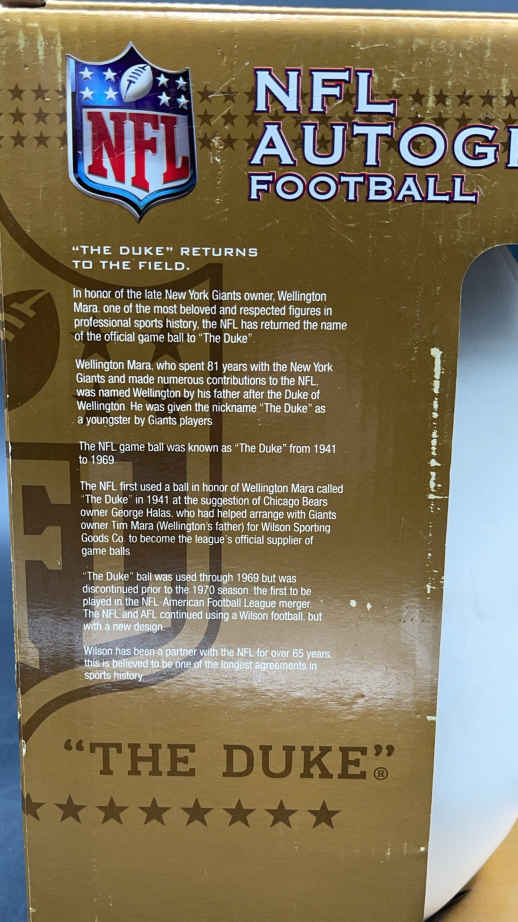 NFL
NFL
AUTOG
FOOTBALL
"THE DUKE" RETURNS
TO THE FIELD.
In honor of the late New York Giants owner, Wellington
Mara, one of the most beloved and respected figures in
professional sports history, the NFL has returned the name
of the official game ball to "The Duke".
Wellington Mara, who spent 81 years with the New York
Giants and made numerous contributions to the NFL,
was named Wellington by his father after the Duke of
Wellington. He was given the nickname "The Duke" as
a youngster by Giants players.
The NFL game ball was known as "The Duke" from 1941
to 1969.
The NFL first used a ball in honor of Wellington Mara called
"The Duke" in 1941 at the suggestion of Chicago Bears
owner George Halas, who had helped arrange with Giants
owner Tim Mara (Wellington's father) for Wilson Sporting
Goods Co. to become the league's official supplier of
game balls.
"The Duke" ball was used through 1969 but was
discontinued prior to the 1970 season, the first to be
played in the NFL-American Football League merger.
The NFL and AFL continued using a Wilson football, but
with a new design.
Wilson has been a partner with the NFL for over 65 years,
this is believed to be one of the longest agreements in
sports history.
"THE DUKE"®